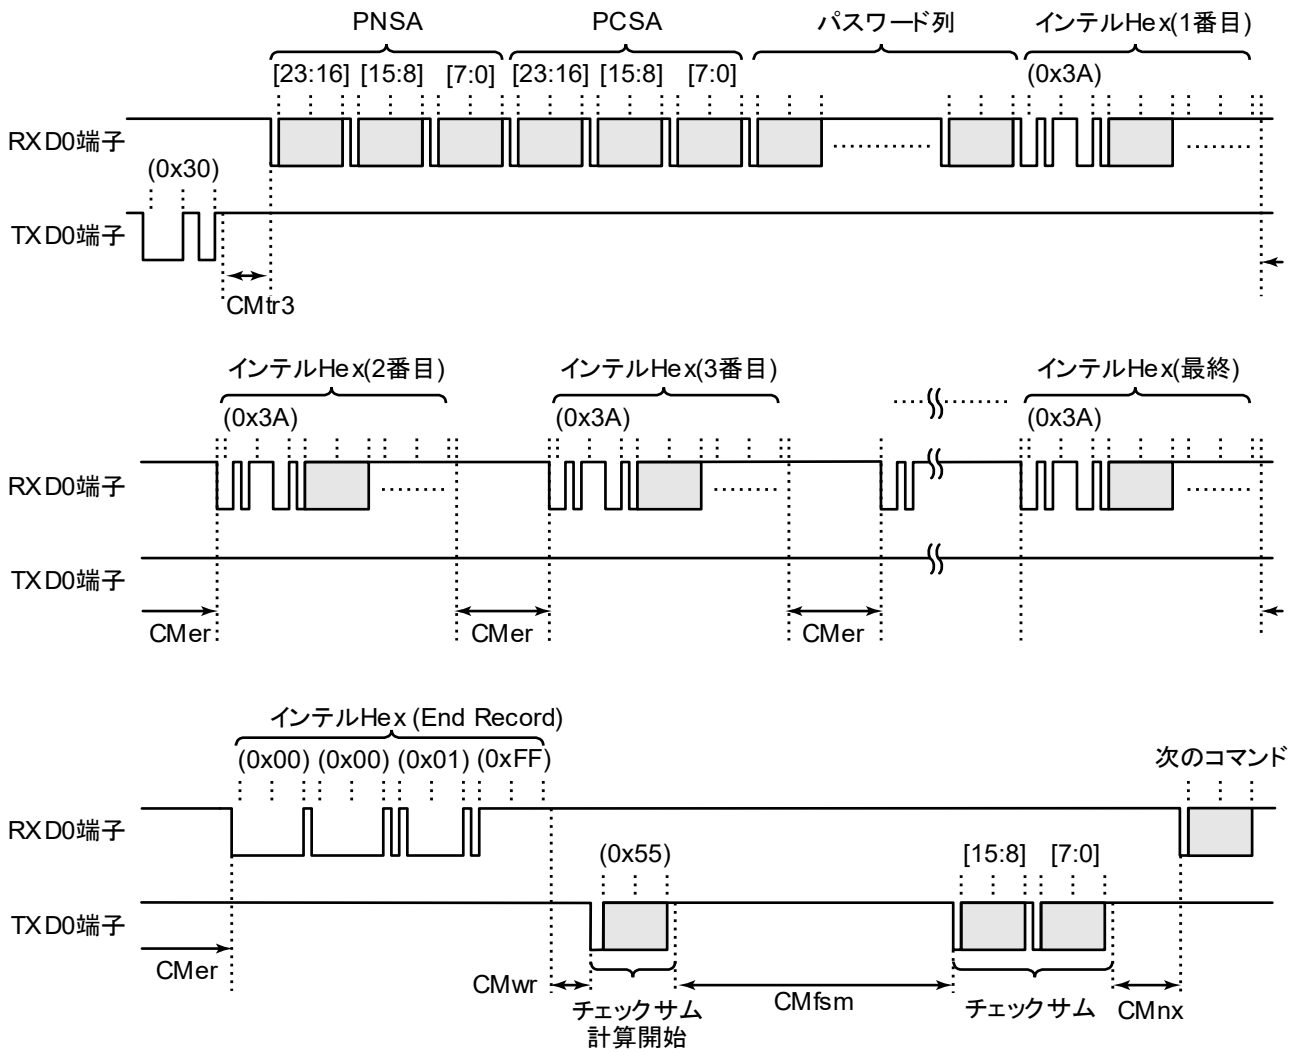 PNSA PCSA パスワード列 インテルHex(1番目)
[23:16] [15:8] [7:0] [23:16] [15:8] [7:0] (0x3A)
RXD0端子
(0x30)
TXD0端子
CMtr3
インテルHex(2番目) インテルHex(3番目) インテルHex(最終)
(0x3A) (0x3A) (0x3A)
RXD0端子
TXD0端子
CMer CMer CMer
インテルHex (End Record)
(0x00) (0x00) (0x01) (0xFF) 次のコマンド
RXD0端子
(0x55) [15:8] [7:0]
TXD0端子
CMer CMwr CMfsm CMnx
チェックサム チェックサム
計算開始